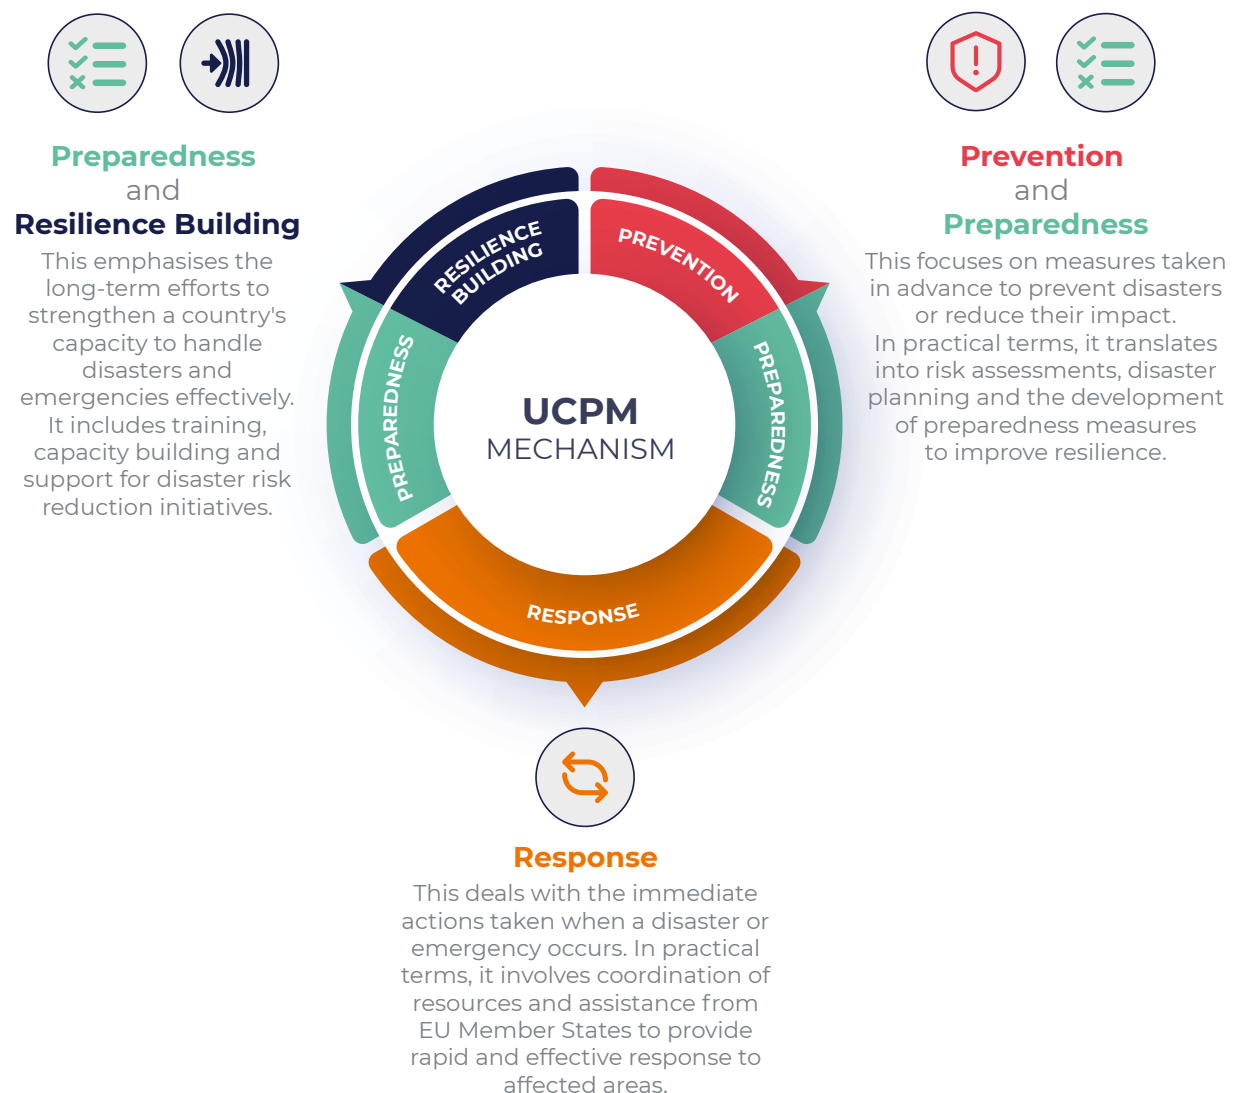 Preparedness
and
Resilience Building
This emphasises the
long-term efforts to
strengthen a country's
capacity to handle
disasters and
emergencies effectively.
It includes training,
capacity building and
support for disaster risk
reduction initiatives.
Prevention
and
Preparedness
This focuses on measures taken
in advance to prevent disasters
or reduce their impact.
In practical terms, it translates
into risk assessments, disaster
planning and the development
of preparedness measures
to improve resilience.
RESILIENCE
BUILDING
PREVENTION
PREPAREDNESS
PREPAREDNESS
UCPM
MECHANISM
RESPONSE
Response
This deals with the immediate
actions taken when a disaster or
emergency occurs. In practical
terms, it involves coordination of
resources and assistance from
EU Member States to provide
rapid and effective response to
affected areas.